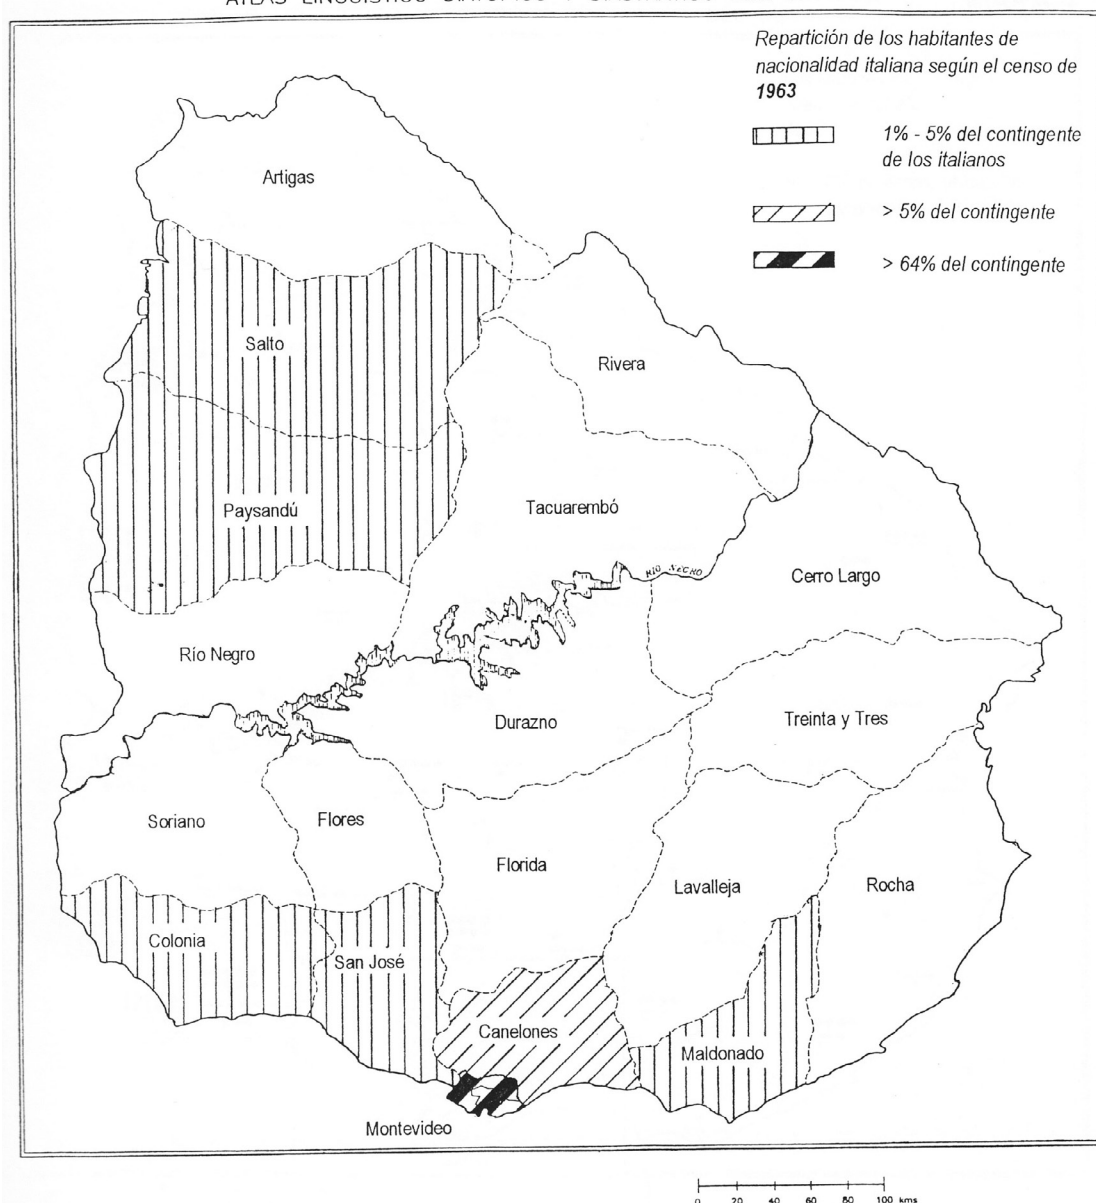 Repartición de los habitantes de
nacionalidad italiana según el censo de
1963
1% - 5% del contingente
de los italianos
> 5% del contingente
> 64% del contingente
Artigas
Salto
Rivera
Paysandú
Tacuarembó
RÍO NEGRO
Cerro Largo
Río Negro
Durazno
Treinta y Tres
Soriano
Flores
Florida
Lavalleja
Rocha
Colonia
San José
Canelones
Maldonado
Montevideo
0 20 40 60 80 100 kms